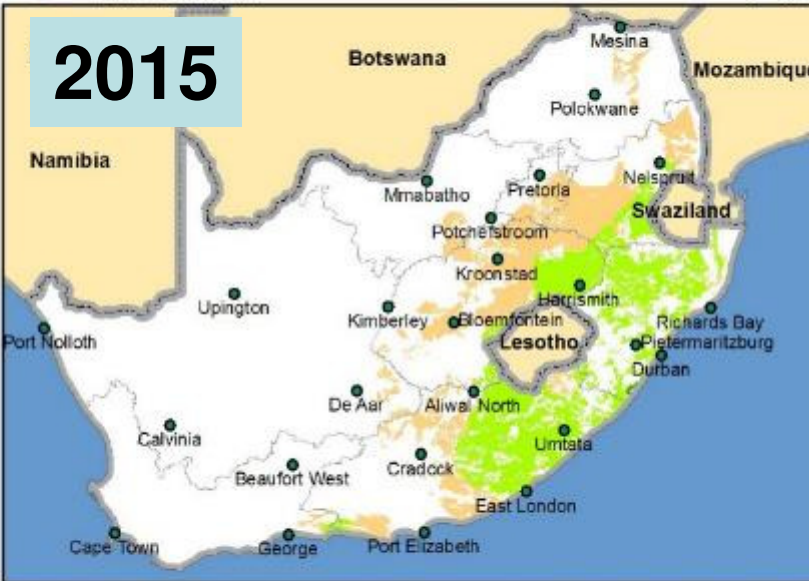 2015
Botswana
Mesina
Mozambique
Polokwane
Namibia
Mmabatho
Pretoria
Nelspruit
Swaziland
Potchefstroom
Kroonstad
Harrismith
Upington
Kimberley
Bloemfontein
Richards Bay
Port Nolloth
Lesotho
Pietermaritzburg
Durban
De Aar
Aliwal North
Calvinia
Umtata
Beaufort West
Cradock
East London
Cape Town
George
Port Elizabeth